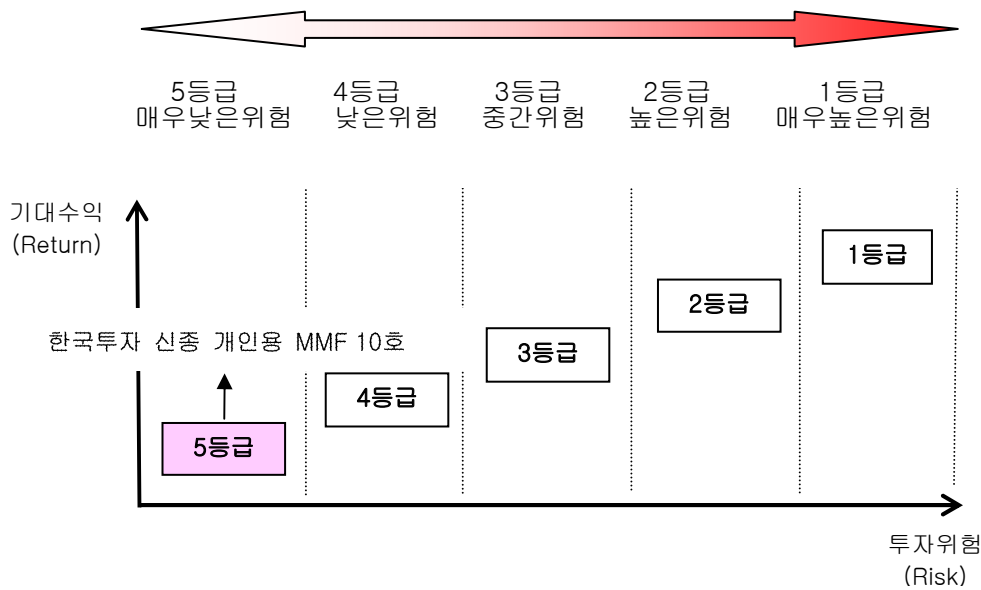 5등급 4등급 3등급 2등급 1등급
매우낮은위험 낮은위험 중간위험 높은위험 매우높은위험
기대수익
(Return)
1등급
2등급
한국투자 신종 개인용 MMF 10호
3등급
4등급
5등급
투자위험
(Risk)